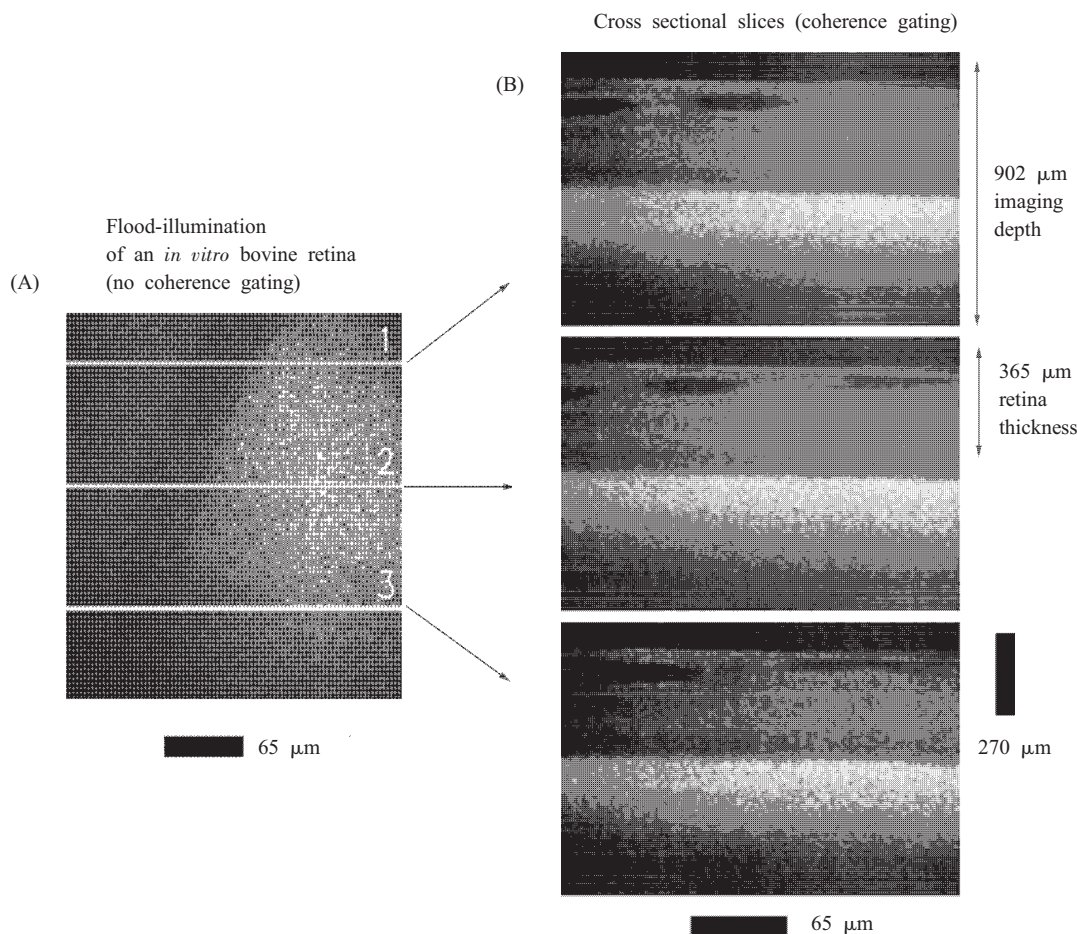 Cross sectional slices (coherence gating)
(B)
902 μm
imaging
depth
Flood-illumination
of an in vitro bovine retina
(no coherence gating)
(A)
1
2
3
365 μm
retina
thickness
65 μm
270 μm
65 μm